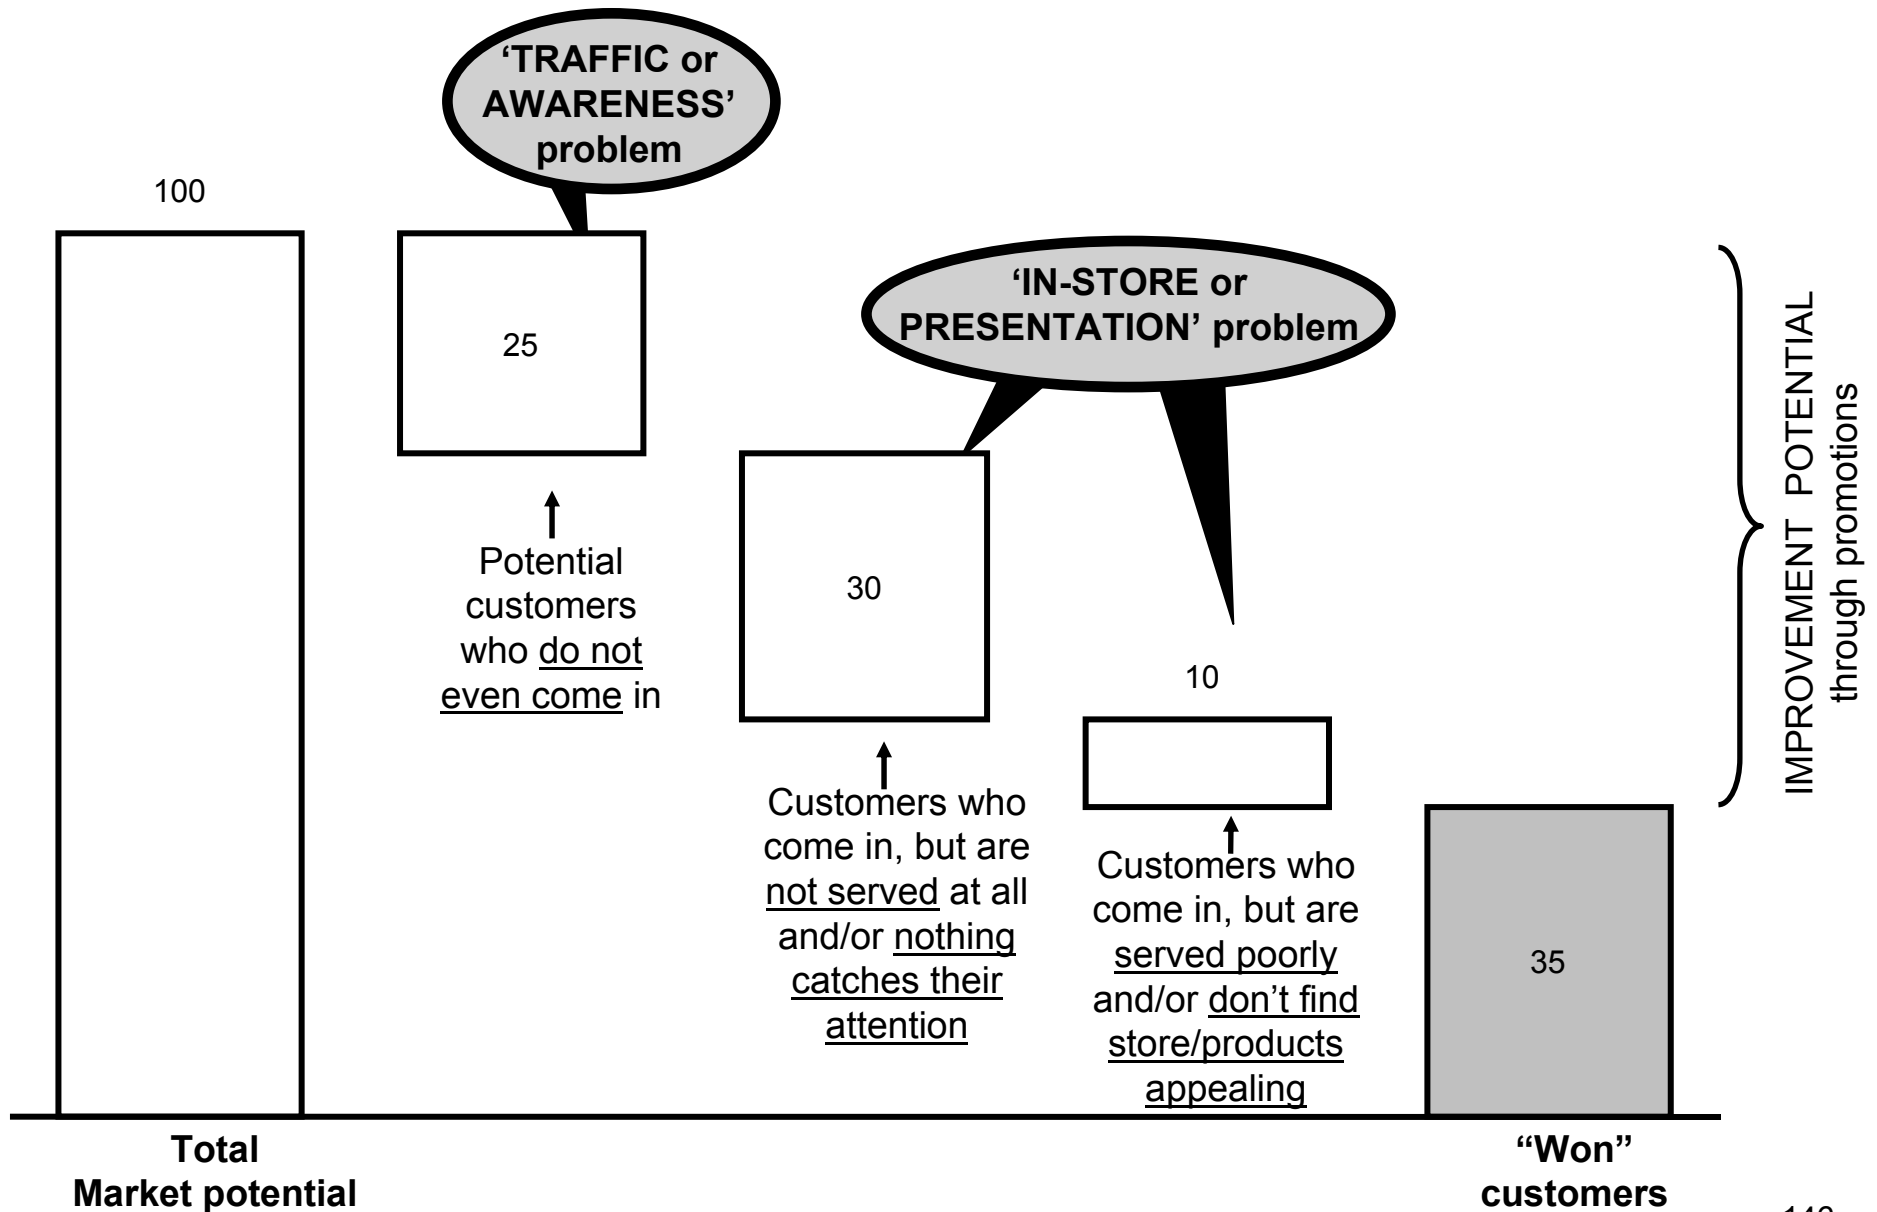 ‘TRAFFIC or
AWARENESS’
problem
100
25
‘IN-STORE or
PRESENTATION’ problem
Potential
customers
who do not
even come in
30
10
Customers who
come in, but are
not served at all
and/or nothing
catches their
attention
Customers who
come in, but are
served poorly
and/or don’t find
store/products
appealing
35
IMPROVEMENT POTENTIAL
through promotions
Total
Market potential
“Won”
customers